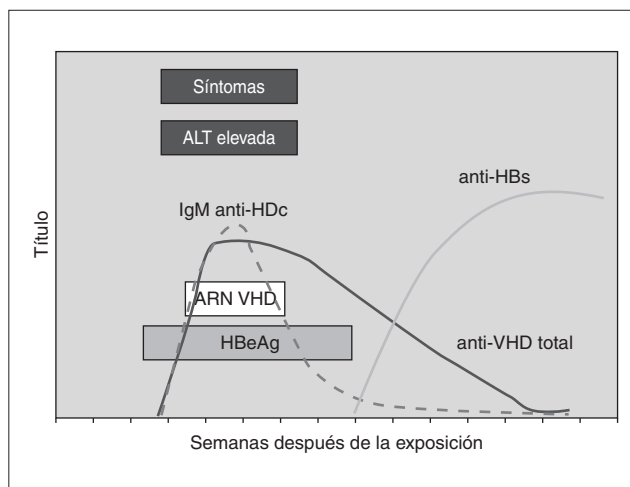 Síntomas
ALT elevada
anti-HBs
IgM anti-HDc
Título
ARN VHD
HBeAg
anti-VHD total
Semanas después de la exposición